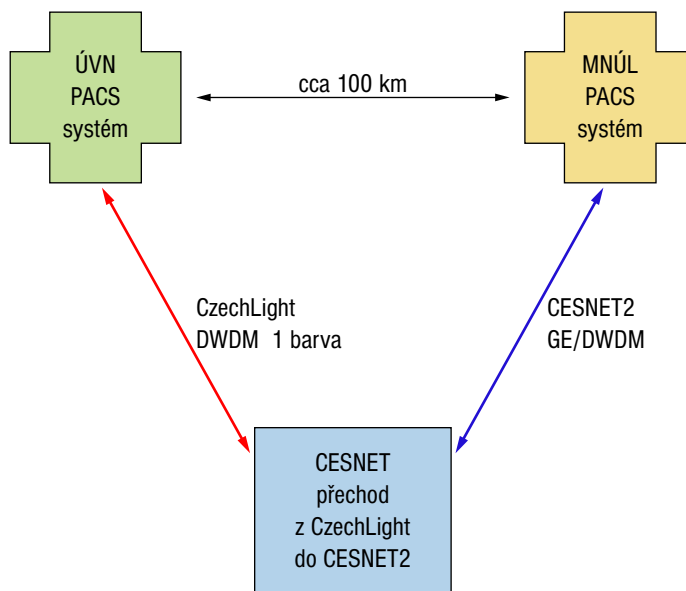 ÚVN
PACS
systém
cca 100 km
MNÚL
PACS
systém
CzechLight
DWDM 1 barva
CESNET2
GE/DWDM
CESNET
přechod
z CzechLight
do CESNET2